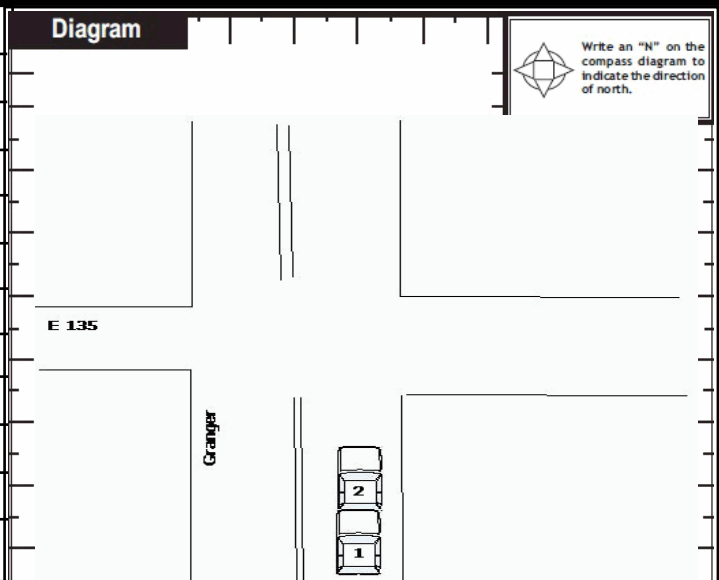 Diagram
Write an "N" on the
compass diagram to
indicate the direction
of north.
E 135
Granger
2
1